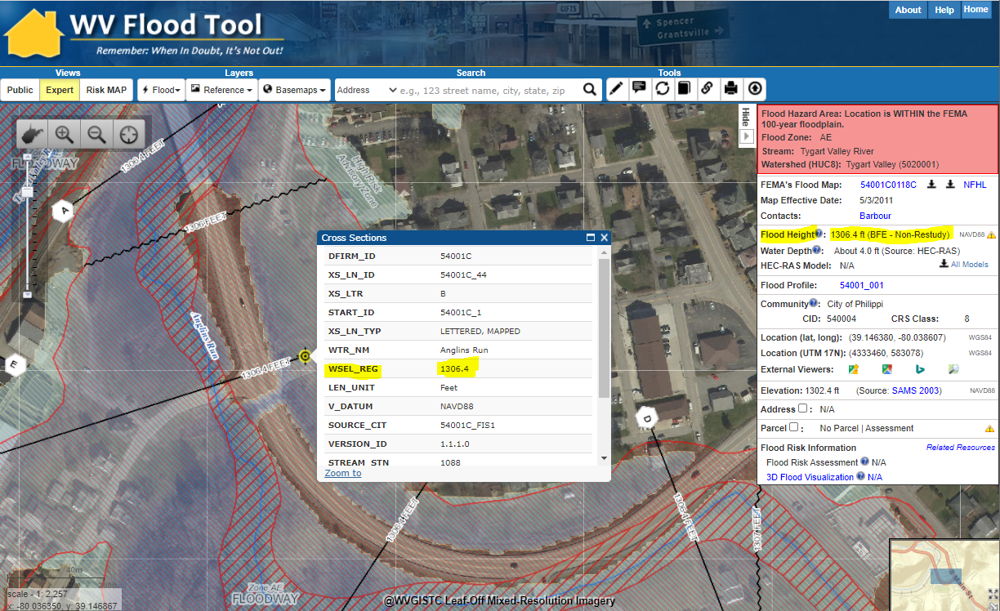 WV Flood Tool
Remember: When In Doubt, It's Not Out!
Spencer
Grantsville
About Help Home
Views Layers Search Tools
Public Expert Risk MAP Flood Reference Basemaps Address e.g., 123 street name, city, state, zip
Hide
Zone AE
FLOODWAY
1306.4 FEET
High Risk
Advisory Zone
A
1306 FEET
Anglins Run
E
1306.4 FEET
D
1306.4 FEET
1306.4 FEET
1307 FEET
Zone AE
FLOODWAY
Cross Sections
DFIRM_ID 54001C
XS_LN_ID 54001C_44
XS_LTR B
START_ID 54001C_1
XS_LN_TYP LETTERED, MAPPED
WTR_NM Anglins Run
WSEL_REG 1306.4
LEN_UNIT Feet
V_DATUM NAVD88
SOURCE_CIT 54001C_FIS1
VERSION_ID 1.1.1.0
STREAM_STN 1088
Zoom to
Flood Hazard Area: Location is WITHIN the FEMA
100-year floodplain.
Flood Zone: AE
Stream: Tygart Valley River
Watershed (HUC8): Tygart Valley (5020001)
FEMA's Flood Map: 54001C0118C NFHL
Map Effective Date: 5/3/2011
Contacts: Barbour
Flood Height: 1306.4 ft (BFE - Non-Restudy) NAVD88
Water Depth: About 4.0 ft (Source: HEC-RAS)
HEC-RAS Model: N/A All Models
Flood Profile: 54001_001
Community: City of Philippi
CID: 540004 CRS Class: 8
Location (lat, long): (39.146380, -80.038607) WGS84
Location (UTM 17N): (4333460, 583078) WGS84
External Viewers:
Elevation: 1302.4 ft (Source: SAMS 2003) NAVD88
Address : N/A
Parcel : No Parcel | Assessment
Flood Risk Information Related Resources
Flood Risk Assessment N/A
3D Flood Visualization N/A
40m
scale - 1: 2,257
x: -80.036350, y: 39.146867
@WVGISTC Leaf-Off Mixed-Resolution Imagery
Main St